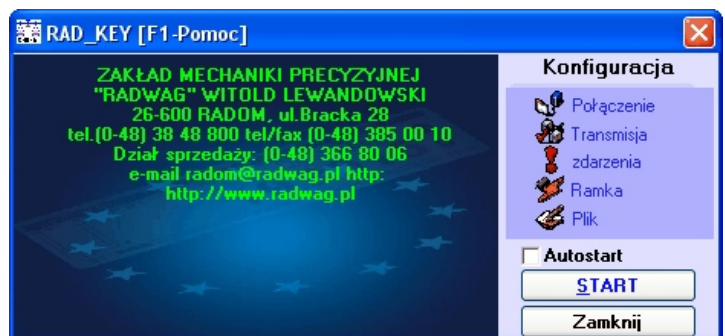 RAD_KEY [F1-Pomoc]
ZAKŁAD MECHANIKI PRECYZYJNEJ
"RADWAG" WITOLD LEWANDOWSKI
26-600 RADOM, ul.Bracka 28
tel.(0-48) 38 48 800 tel/fax (0-48) 385 00 10
Dział sprzedaży: (0-48) 366 80 06
e-mail radom@radwag.pl http:
http://www.radwag.pl
Konfiguracja
Połączenie
Transmisja
zdarzenia
Ramka
Plik
Autostart
START
Zamknij